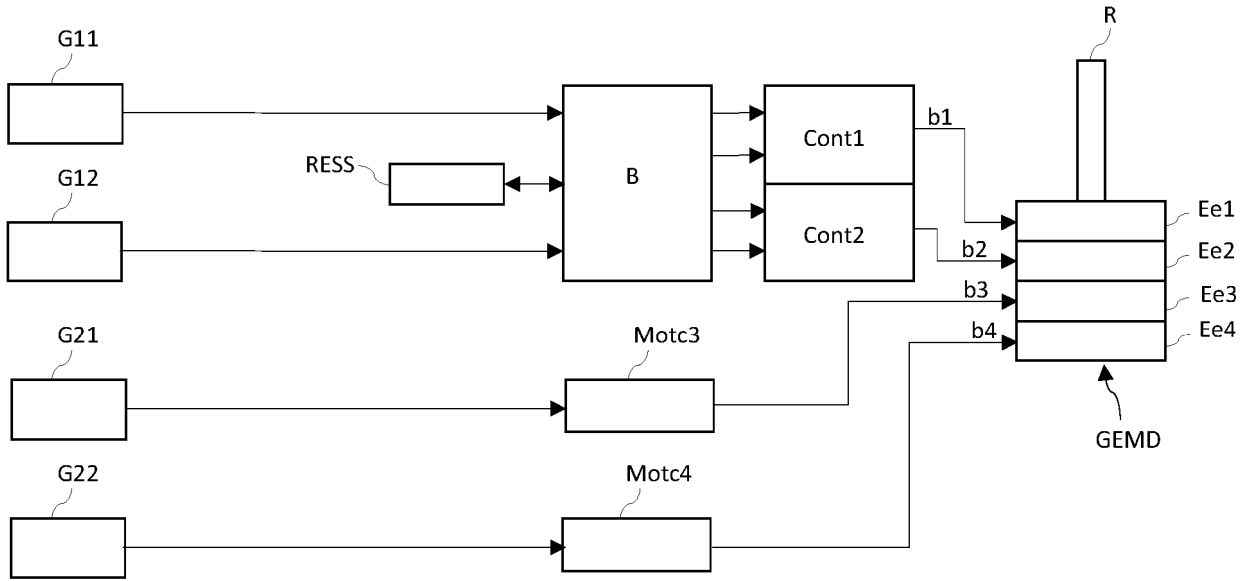 R
G11
b1
Cont1
RESS
B
G12
Ee1
Cont2
b2
Ee2
b3
Ee3
G21
Motc3
b4
Ee4
GEMD
G22
Motc4